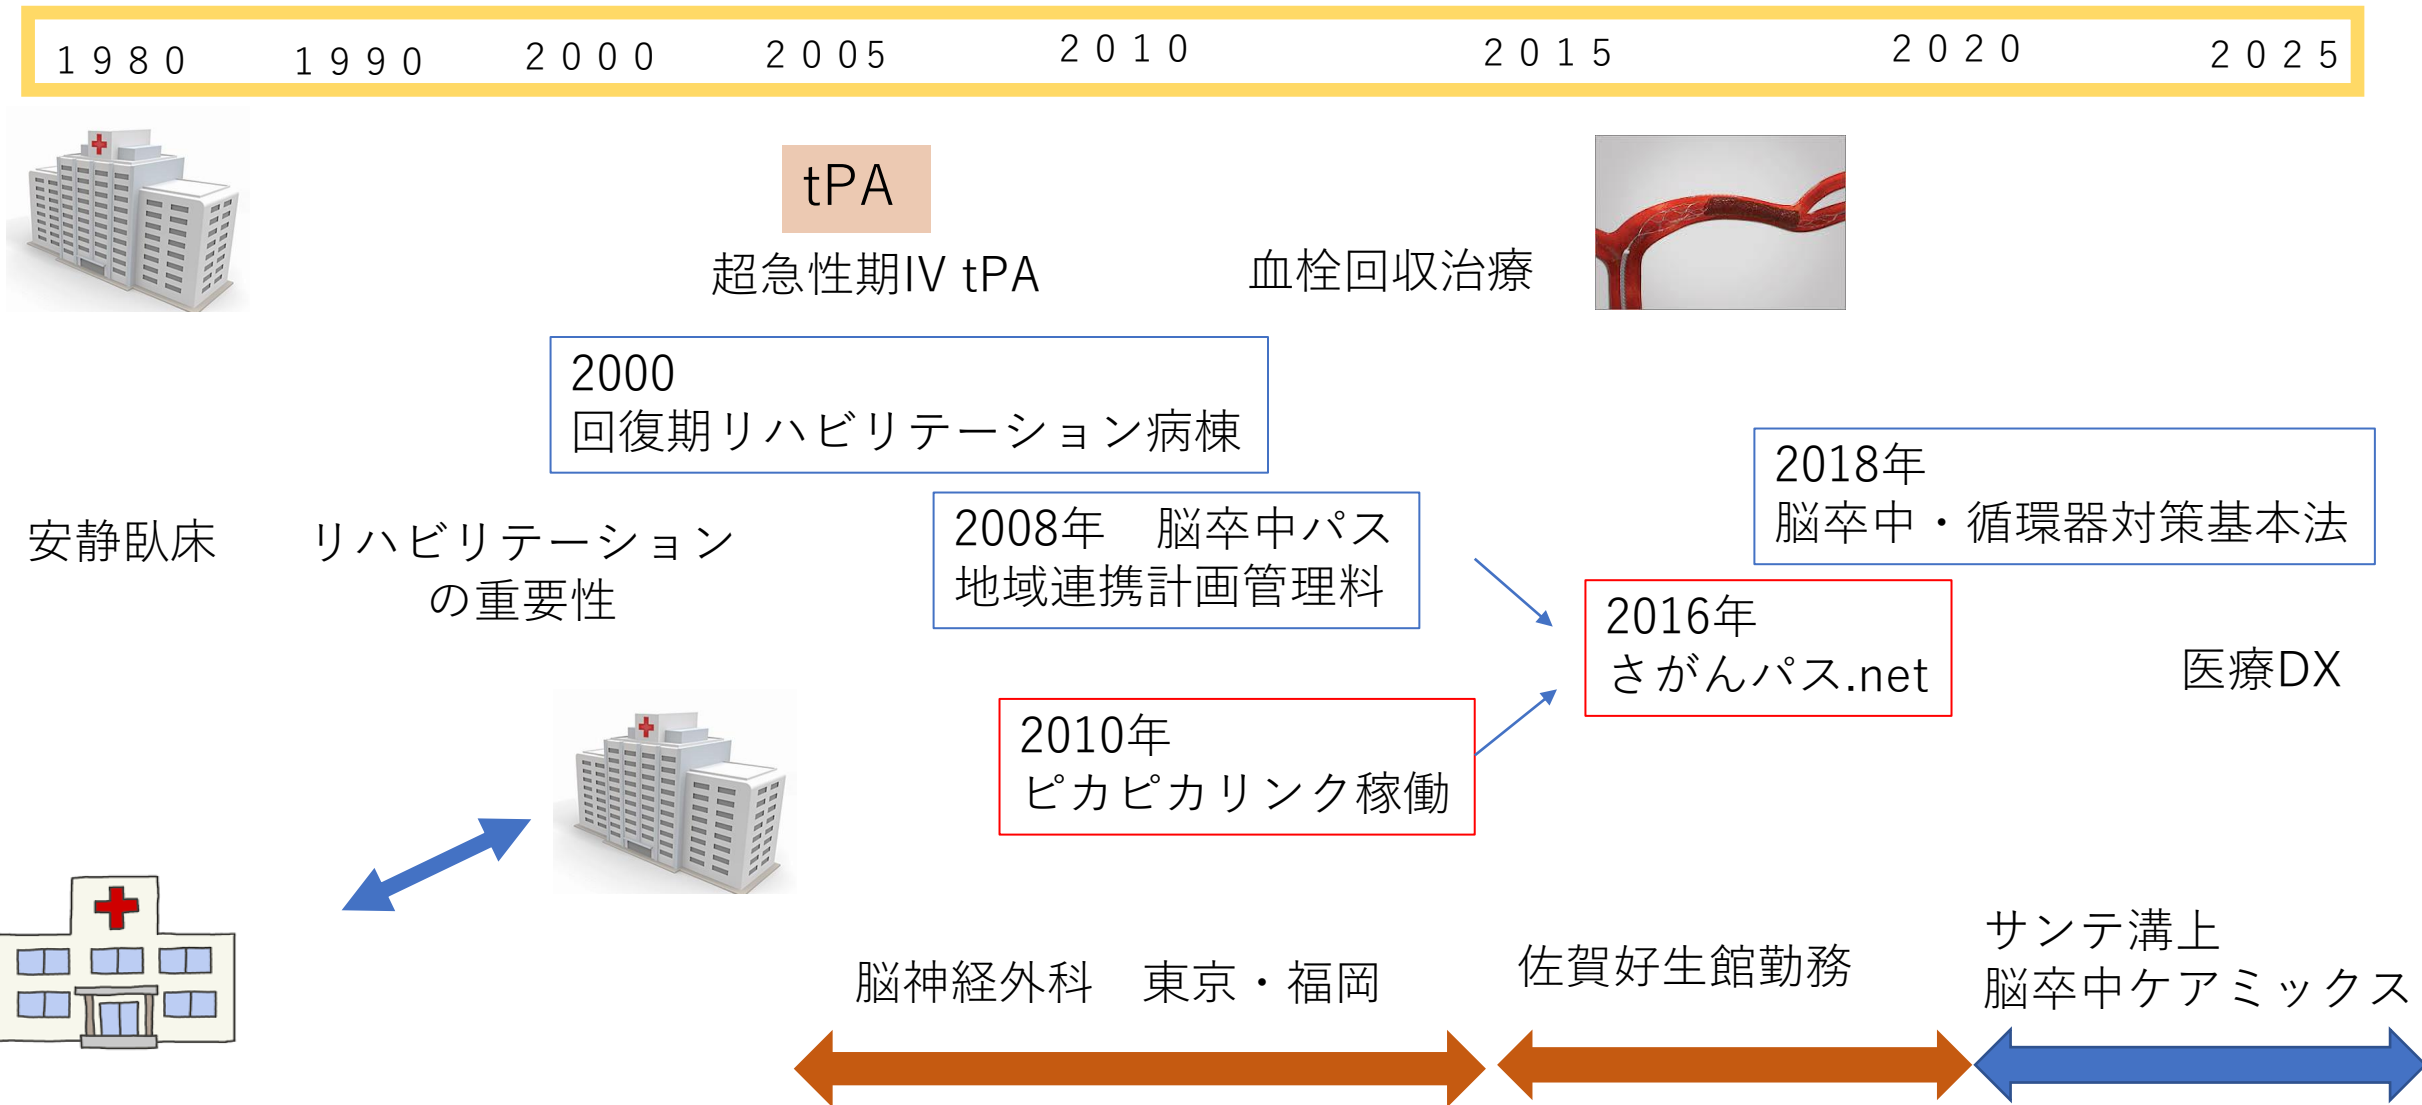 １９８０　１９９０　２０００　２００５　２０１０　２０１５　２０２０　２０２５
tPA
超急性期IV tPA
血栓回収治療
2000
回復期リハビリテーション病棟
2018年
脳卒中・循環器対策基本法
安静臥床
リハビリテーション
の重要性
2008年　脳卒中パス
地域連携計画管理料
2016年
さがんパス.net
医療DX
2010年
ピカピカリンク稼働
脳神経外科　東京・福岡
佐賀好生館勤務
サンテ溝上
脳卒中ケアミックス